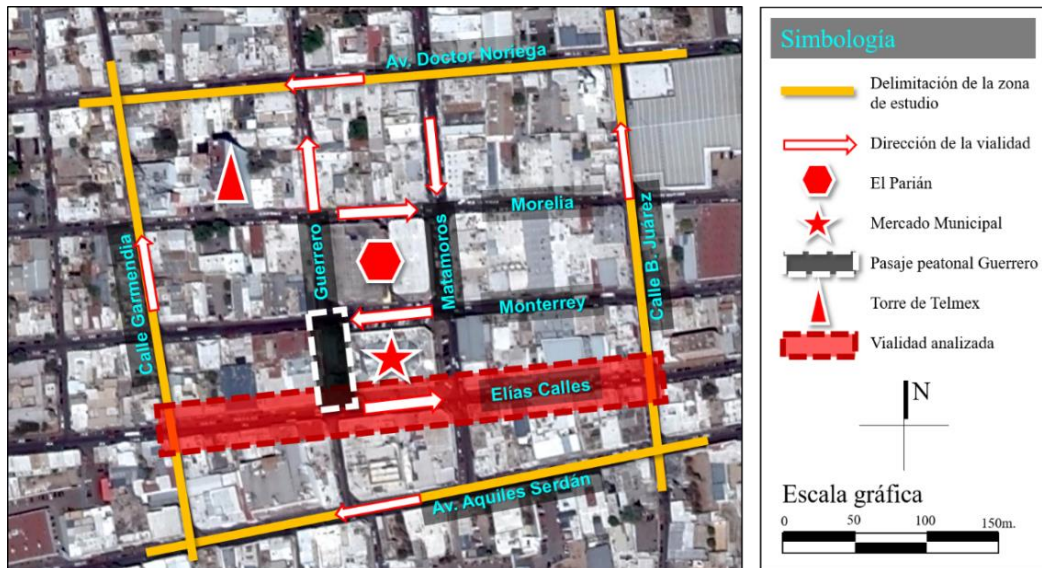 Av. Doctor Noriega
Morelia
Guerrero
Matamoros
Calle B. Juárez
Calle Garmendia
Monterrey
Elías Calles
Av. Aquiles Serdán
Simbología
Delimitación de la zona
de estudio
Dirección de la vialidad
El Parián
Mercado Municipal
Pasaje peatonal Guerrero
Torre de Telmex
Vialidad analizada
N
Escala gráfica
0 50 100 150m.